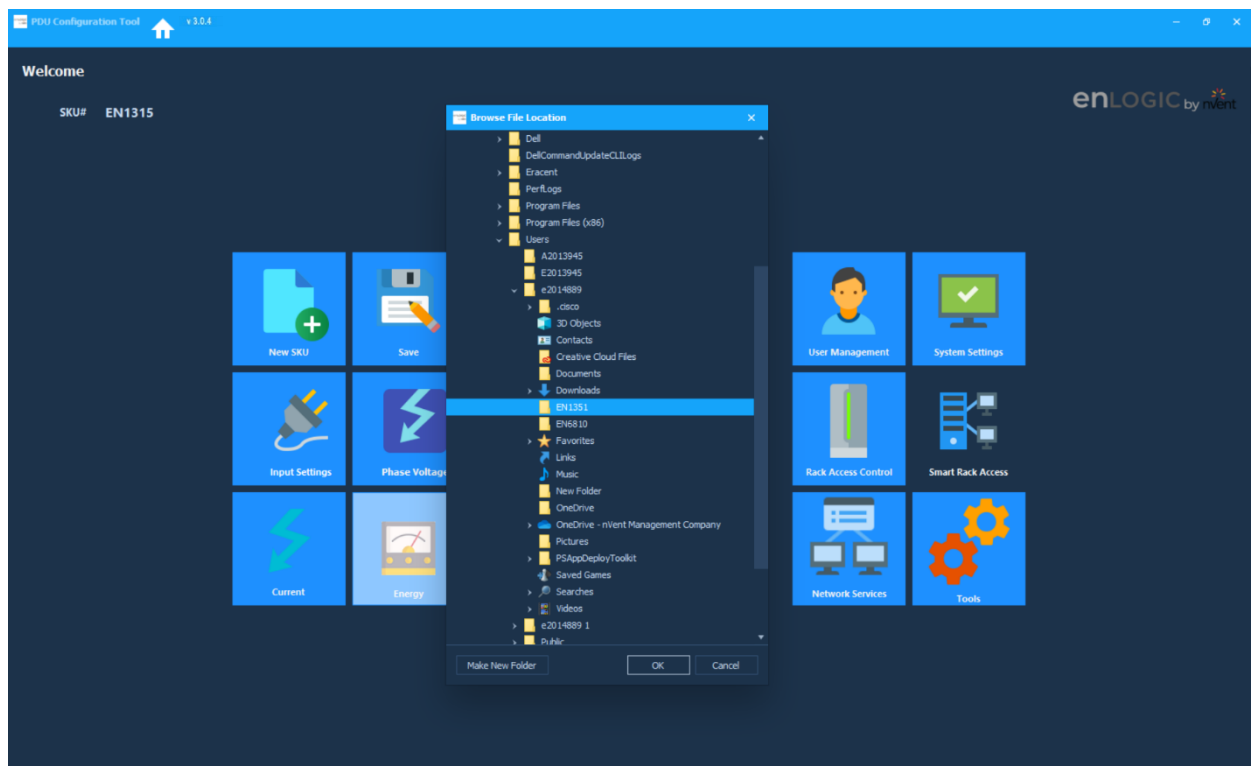 PDU Configuration Tool
v 3.0.4
Welcome
SKU# EN1315
enLOGIC by nvent
Browse File Location
Dell
DellCommandUpdateCLILogs
Eracent
PerfLogs
Program Files
Program Files (x86)
Users
A2013945
E2013945
e2014889
.cisco
3D Objects
Contacts
Creative Cloud Files
Documents
Downloads
EN1351
EN6810
Favorites
Links
Music
New Folder
OneDrive
OneDrive - nVent Management Company
Pictures
PSAppDeployToolkit
Saved Games
Searches
Videos
e2014889 1
Public
Make New Folder
OK
Cancel
New SKU
Save
User Management
System Settings
Input Settings
Phase Voltage
Rack Access Control
Smart Rack Access
Current
Energy
Network Services
Tools